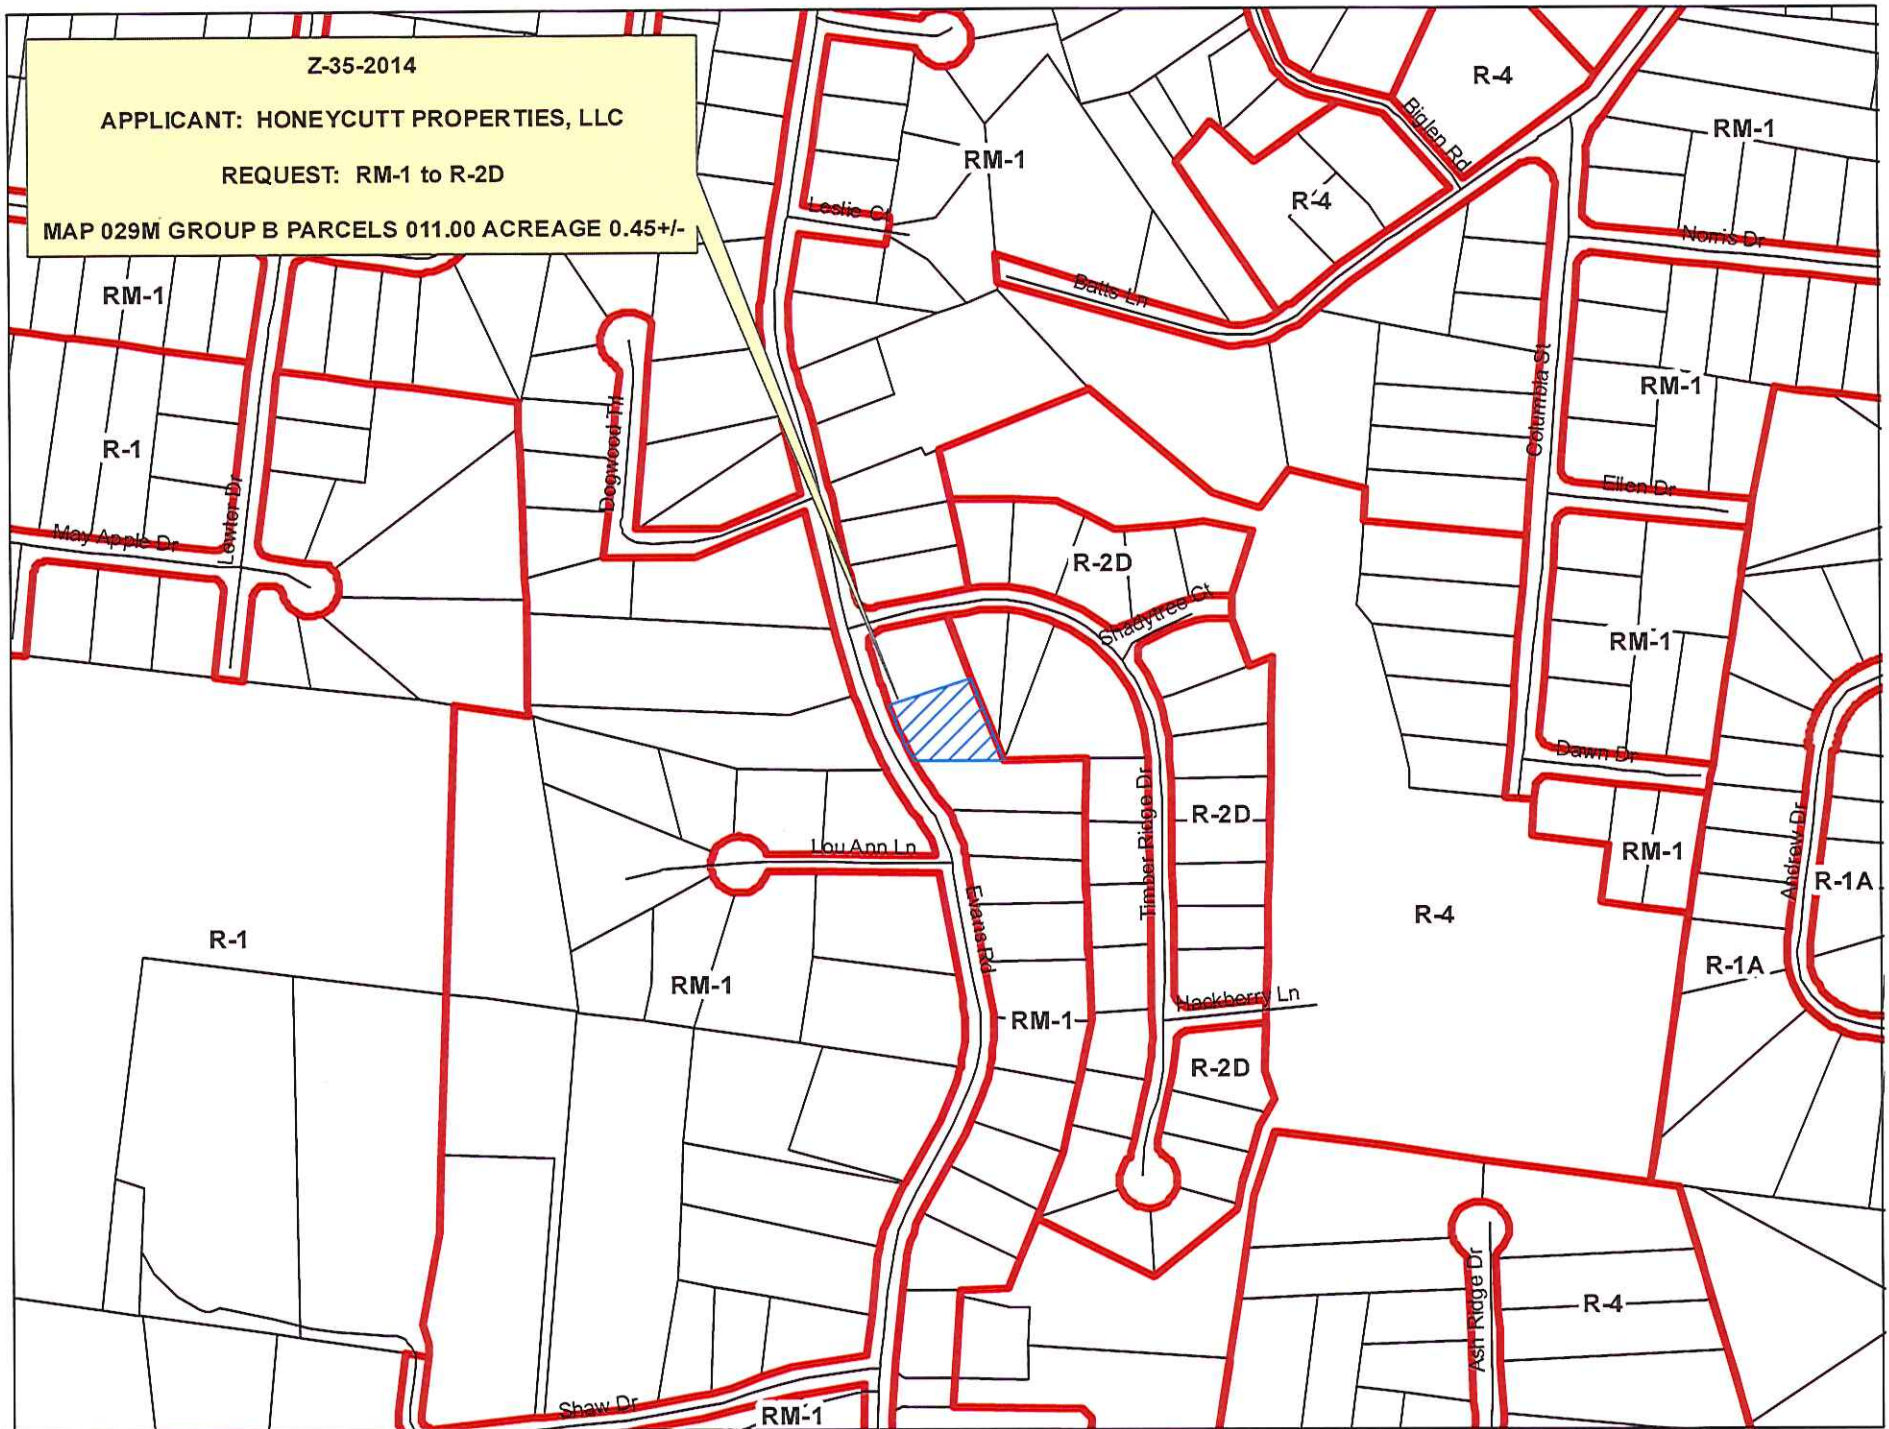 Z-35-2014
APPLICANT: HONEYCUTT PROPERTIES, LLC
REQUEST: RM-1 to R-2D
MAP 029M GROUP B PARCELS 011.00 ACREAGE 0.45+/-
R-4
Biglen Rd
RM-1
RM-1
R-4
Leslie Ct
Norris Dr
Batts Ln
RM-1
Columbia St
RM-1
R-1
Dogwood Trl
Lowler Dr
Ellen Dr
May Apple Dr
R-2D
Shadytree Ct
RM-1
Dawn Dr
Timber Ridge Dr
R-2D
Lou Ann Ln
RM-1
Andrew Dr
R-1A
Evans Rd
R-4
R-1
R-1A
RM-1
Hackberry Ln
RM-1
R-2D
Ash Ridge Dr
R-4
Shaw Dr
RM-1